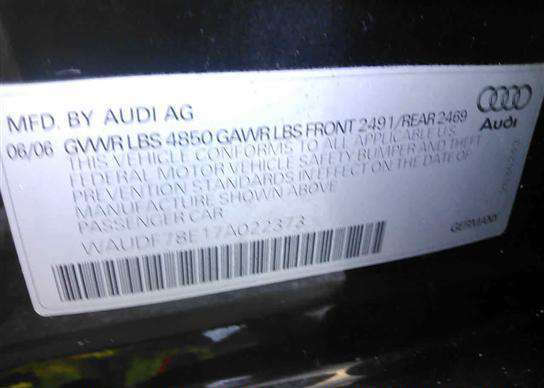 MFD. BY AUDI AG
06/06 GVWR LBS 4850 GAWR LBS FRONT 2491/REAR 2469
THIS VEHICLE CONFORMS TO ALL APPLICABLE US
FEDERAL MOTOR VEHICLE SAFETY BUMPER AND THEFT
PREVENTION STANDARDS IN EFFECT ON THE DATE OF
MANUFACTURE SHOWN ABOVE
PASSENGER CAR
WAUDF78E17A022373
Audi
GERMANY